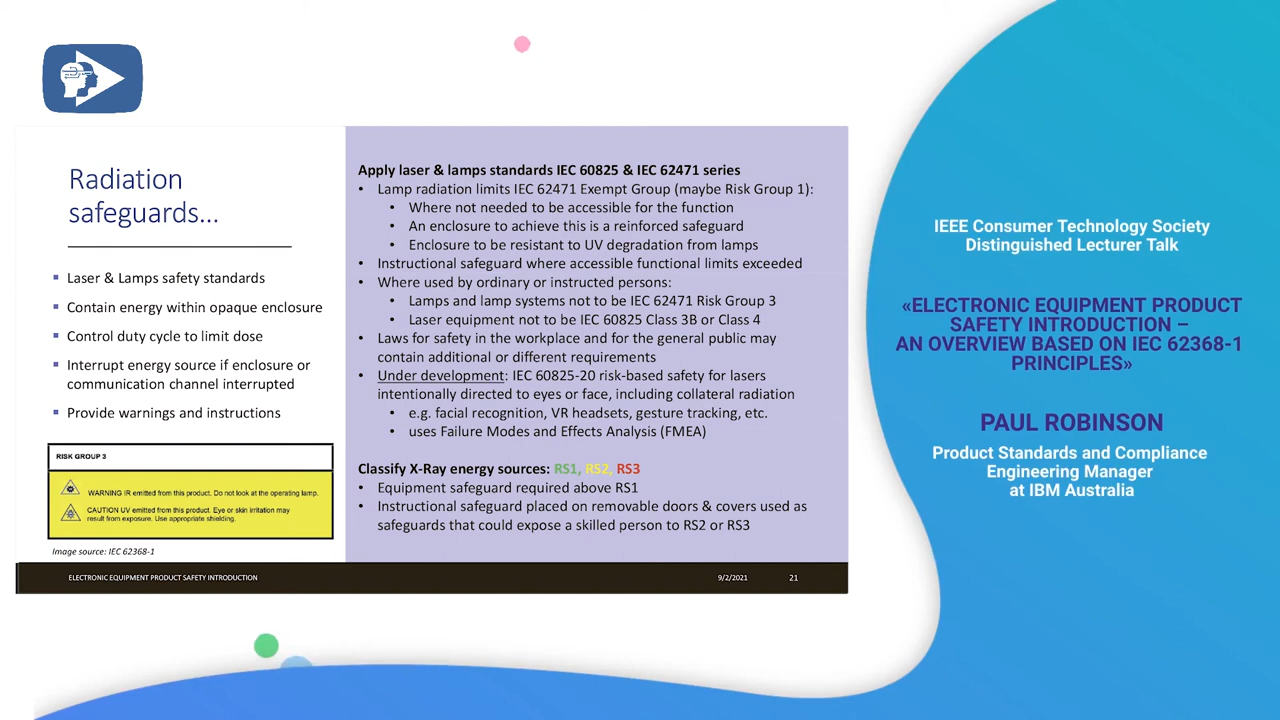 Radiation
safeguards...
Laser & Lamps safety standards
Contain energy within opaque enclosure
Control duty cycle to limit dose
Interrupt energy source if enclosure or
communication channel interrupted
Provide warnings and instructions
RISK GROUP 3
WARNING IR emitted from this product. Do not look at the operating lamp.
CAUTION UV emitted from this product. Eye or skin irritation may
result from exposure. Use appropriate shielding.
Image source: IEC 62368-1
Apply laser & lamps standards IEC 60825 & IEC 62471 series
• Lamp radiation limits IEC 62471 Exempt Group (maybe Risk Group 1):
• Where not needed to be accessible for the function
• An enclosure to achieve this is a reinforced safeguard
• Enclosure to be resistant to UV degradation from lamps
• Instructional safeguard where accessible functional limits exceeded
• Where used by ordinary or instructed persons:
• Lamps and lamp systems not to be IEC 62471 Risk Group 3
• Laser equipment not to be IEC 60825 Class 3B or Class 4
• Laws for safety in the workplace and for the general public may
contain additional or different requirements
• Under development: IEC 60825-20 risk-based safety for lasers
intentionally directed to eyes or face, including collateral radiation
• e.g. facial recognition, VR headsets, gesture tracking, etc.
• uses Failure Modes and Effects Analysis (FMEA)
Classify X-Ray energy sources: RS1, RS2, RS3
• Equipment safeguard required above RS1
• Instructional safeguard placed on removable doors & covers used as
safeguards that could expose a skilled person to RS2 or RS3
ELECTRONIC EQUIPMENT PRODUCT SAFETY INTRODUCTION
9/2/2021
21
IEEE Consumer Technology Society
Distinguished Lecturer Talk
«ELECTRONIC EQUIPMENT PRODUCT
SAFETY INTRODUCTION –
AN OVERVIEW BASED ON IEC 62368-1
PRINCIPLES»
PAUL ROBINSON
Product Standards and Compliance
Engineering Manager
at IBM Australia